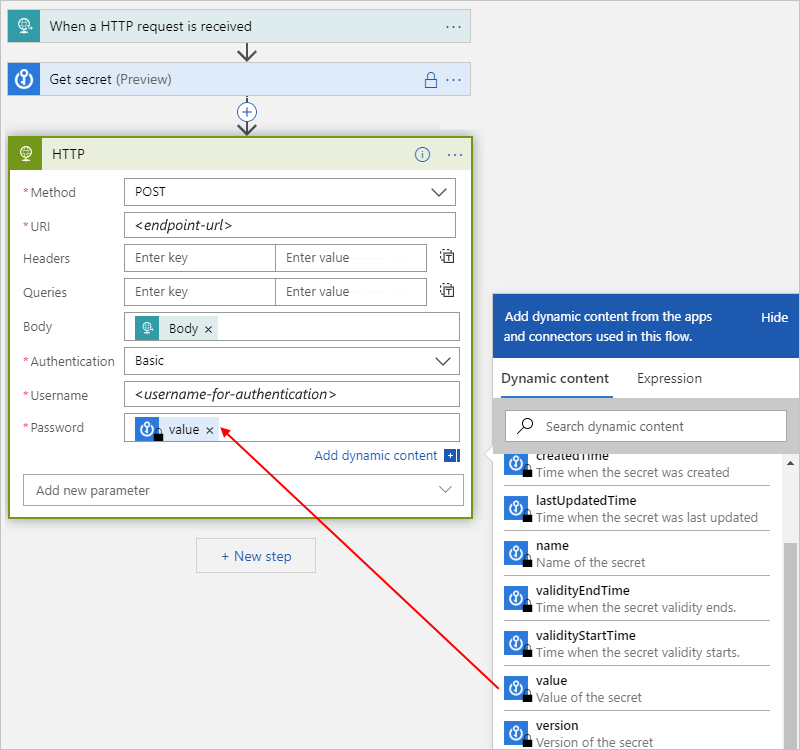 When a HTTP request is received
Get secret (Preview)
HTTP
* Method
POST
* URI
<endpoint-url>
Headers
Enter key
Enter value
Queries
Enter key
Enter value
Body
Body ×
* Authentication
Basic
* Username
<username-for-authentication>
* Password
value ×
Add dynamic content
Add new parameter
+ New step
Add dynamic content from the apps
and connectors used in this flow.
Hide
Dynamic content
Expression
Search dynamic content
createdTime
Time when the secret was created
lastUpdatedTime
Time when the secret was last updated
name
Name of the secret
validityEndTime
Time when the secret validity ends.
validityStartTime
Time when the secret validity starts.
value
Value of the secret
version
Version of the secret